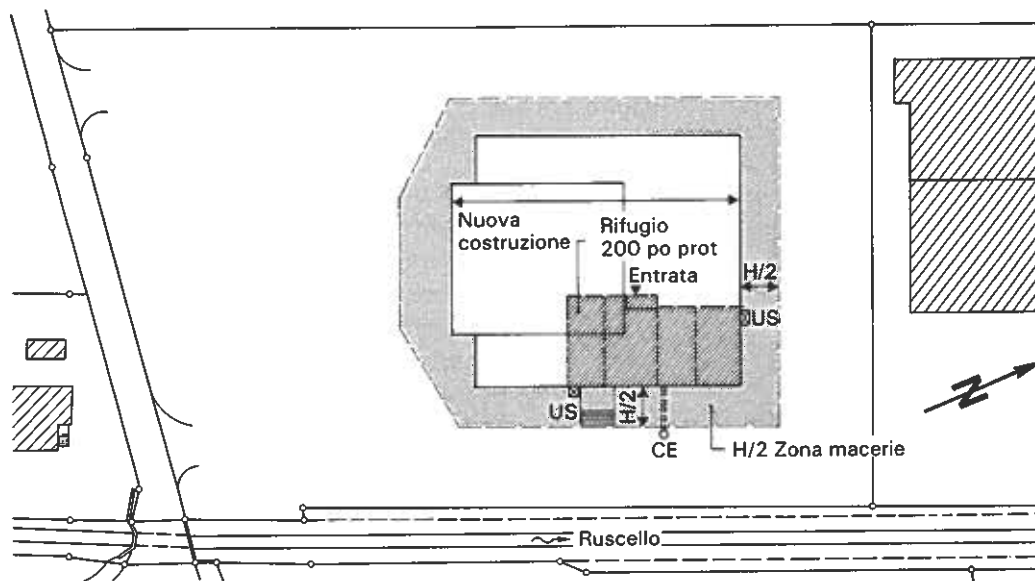 Nuova
costruzione
Rifugio
200 po prot
Entrata
H/2
US
US
H/2
CE
H/2 Zona macerie
N
Ruscello